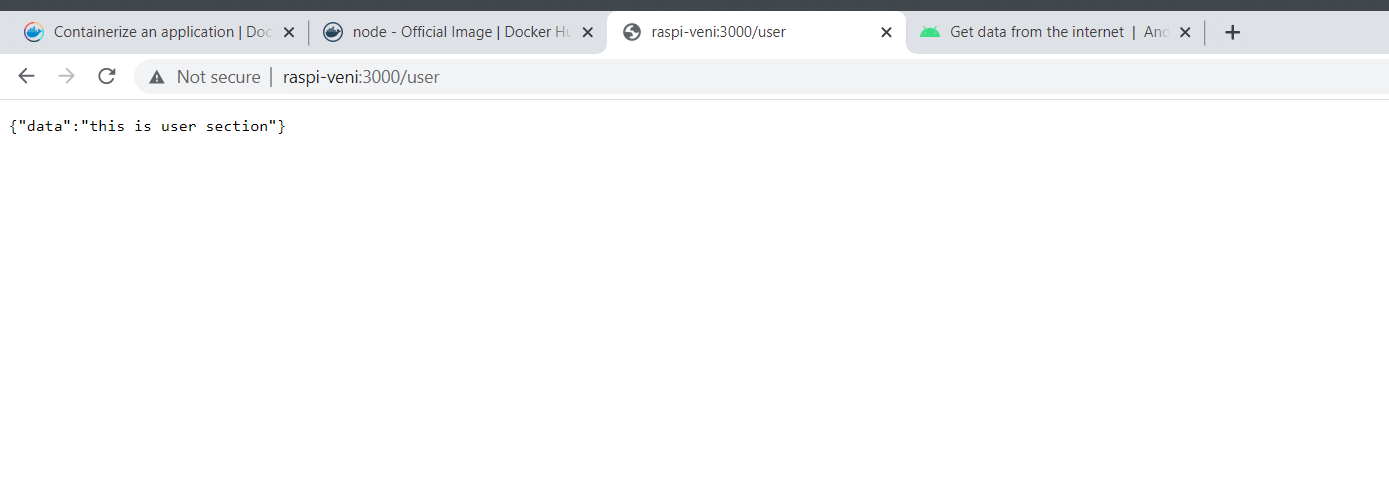 Containerize an application | Doc
node - Official Image | Docker Hu
raspi-veni:3000/user
Get data from the internet | And
Not secure | raspi-veni:3000/user
{"data":"this is user section"}